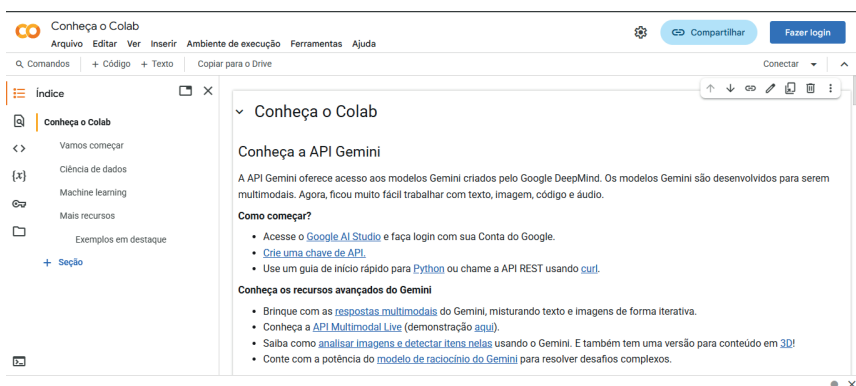 Conheça o Colab
Arquivo Editar Ver Inserir Ambiente de execução Ferramentas Ajuda
Compartilhar
Fazer login
Comandos + Código + Texto Copiar para o Drive
Conectar
Índice
Conheça o Colab
Vamos começar
Ciência de dados
Machine learning
Mais recursos
Exemplos em destaque
+ Seção
Conheça o Colab
Conheça a API Gemini
A API Gemini oferece acesso aos modelos Gemini criados pelo Google DeepMind. Os modelos Gemini são desenvolvidos para serem
multimodais. Agora, ficou muito fácil trabalhar com texto, imagem, código e áudio.
Como começar?
• Acesse o Google AI Studio e faça login com sua Conta do Google.
• Crie uma chave de API.
• Use um guia de início rápido para Python ou chame a API REST usando curl.
Conheça os recursos avançados do Gemini
• Brinque com as respostas multimodais do Gemini, misturando texto e imagens de forma iterativa.
• Conheça a API Multimodal Live (demonstração aqui).
• Saiba como analisar imagens e detectar itens nelas usando o Gemini. E também tem uma versão para conteúdo em 3D!
• Conte com a potência do modelo de raciocínio do Gemini para resolver desafios complexos.